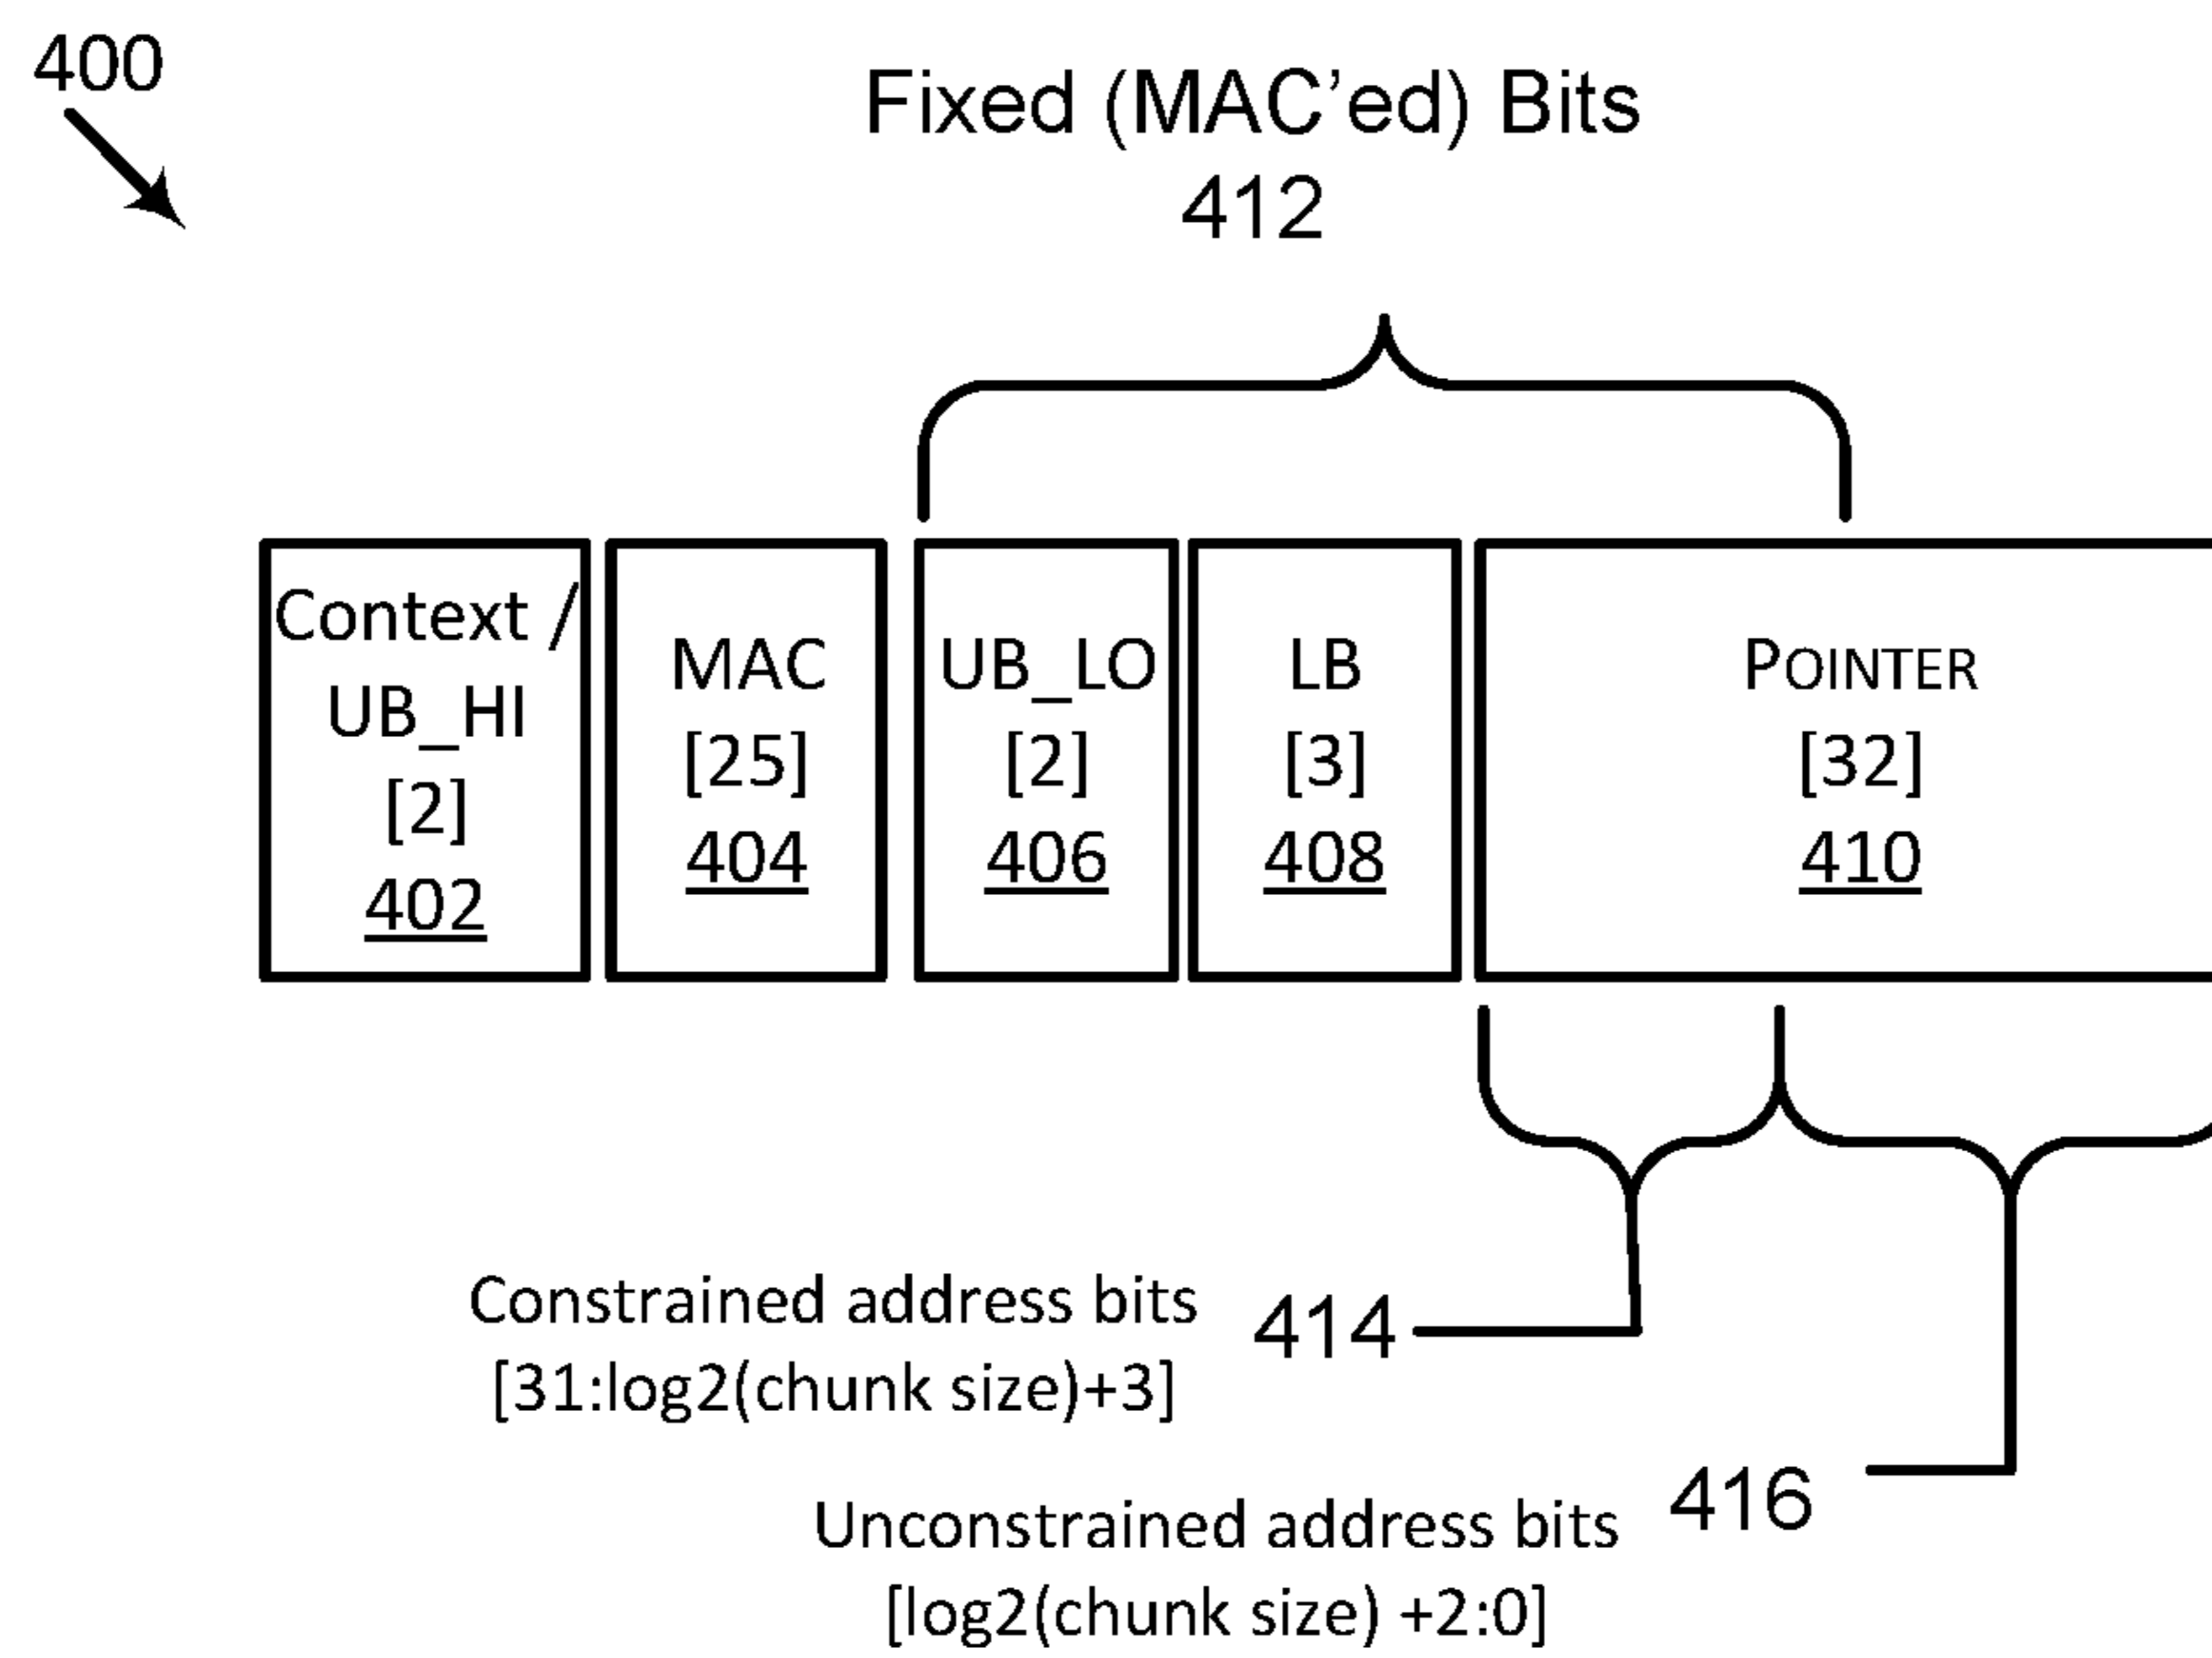 400
Fixed (MAC’ed) Bits
412
Context /
UB_HI
[2]
402
MAC
[25]
404
UB_LO
[2]
406
LB
[3]
408
POINTER
[32]
410
Constrained address bits
[31:log2(chunk size)+3]
414
Unconstrained address bits
[log2(chunk size) +2:0]
416